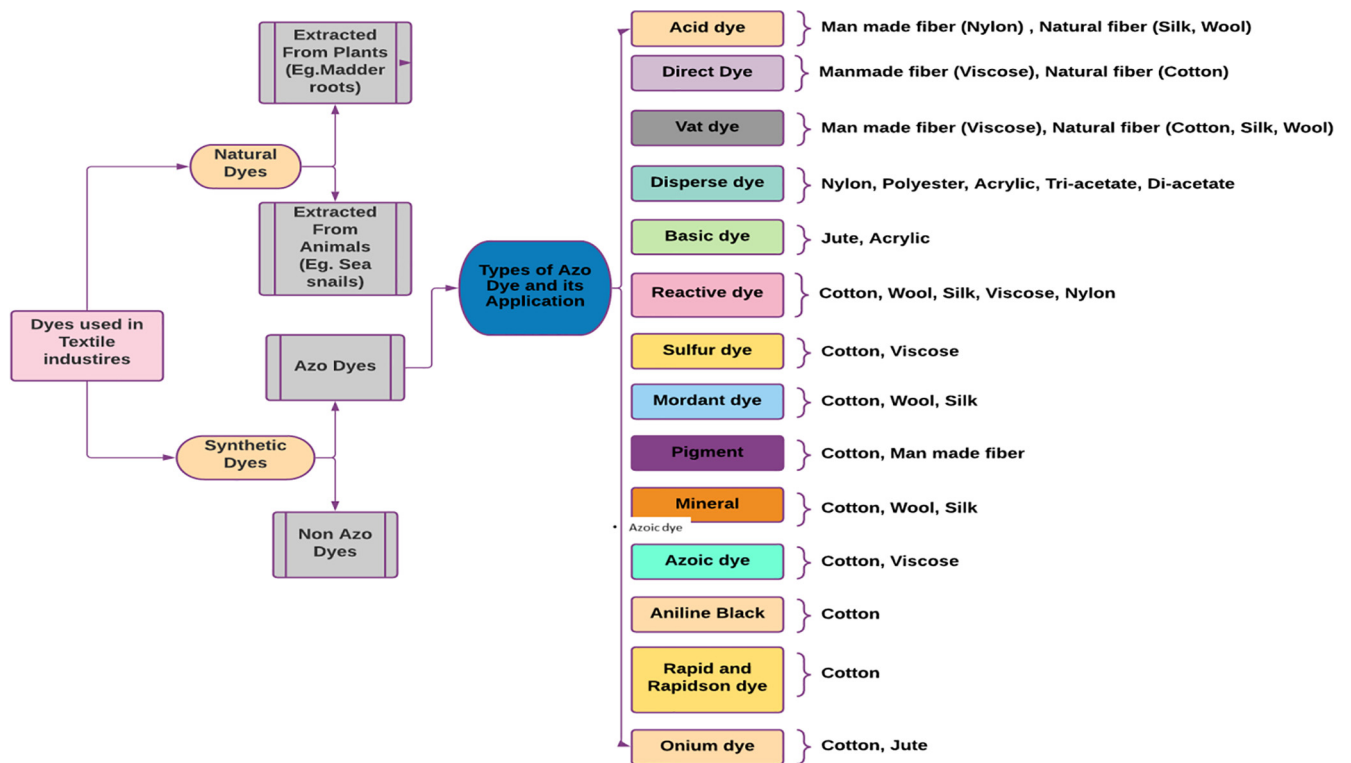 Extracted
From Plants
(Eg.Madder
roots)
Natural
Dyes
Extracted
From
Animals
(Eg. Sea
snails)
Dyes used in
Textile
industires
Azo Dyes
Synthetic
Dyes
Non Azo
Dyes
Types of Azo
Dye and its
Application
Acid dye
Man made fiber (Nylon) , Natural fiber (Silk, Wool)
Direct Dye
Manmade fiber (Viscose), Natural fiber (Cotton)
Vat dye
Man made fiber (Viscose), Natural fiber (Cotton, Silk, Wool)
Disperse dye
Nylon, Polyester, Acrylic, Tri-acetate, Di-acetate
Basic dye
Jute, Acrylic
Reactive dye
Cotton, Wool, Silk, Viscose, Nylon
Sulfur dye
Cotton, Viscose
Mordant dye
Cotton, Wool, Silk
Pigment
Cotton, Man made fiber
Mineral
Cotton, Wool, Silk
• Azoic dye
Azoic dye
Cotton, Viscose
Aniline Black
Cotton
Rapid and
Rapidson dye
Cotton
Onium dye
Cotton, Jute